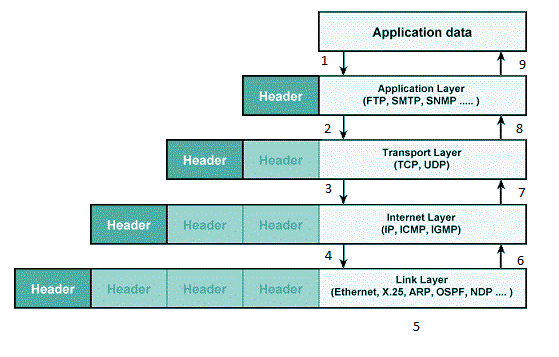 Application data
1
9
Header
Application Layer
(FTP, SMTP, SNMP ..... )
2
8
Header Header
Transport Layer
(TCP, UDP)
3
7
Header Header Header
Internet Layer
(IP, ICMP, IGMP)
4
6
Header Header Header Header
Link Layer
(Ethernet, X.25, ARP, OSPF, NDP .... )
5